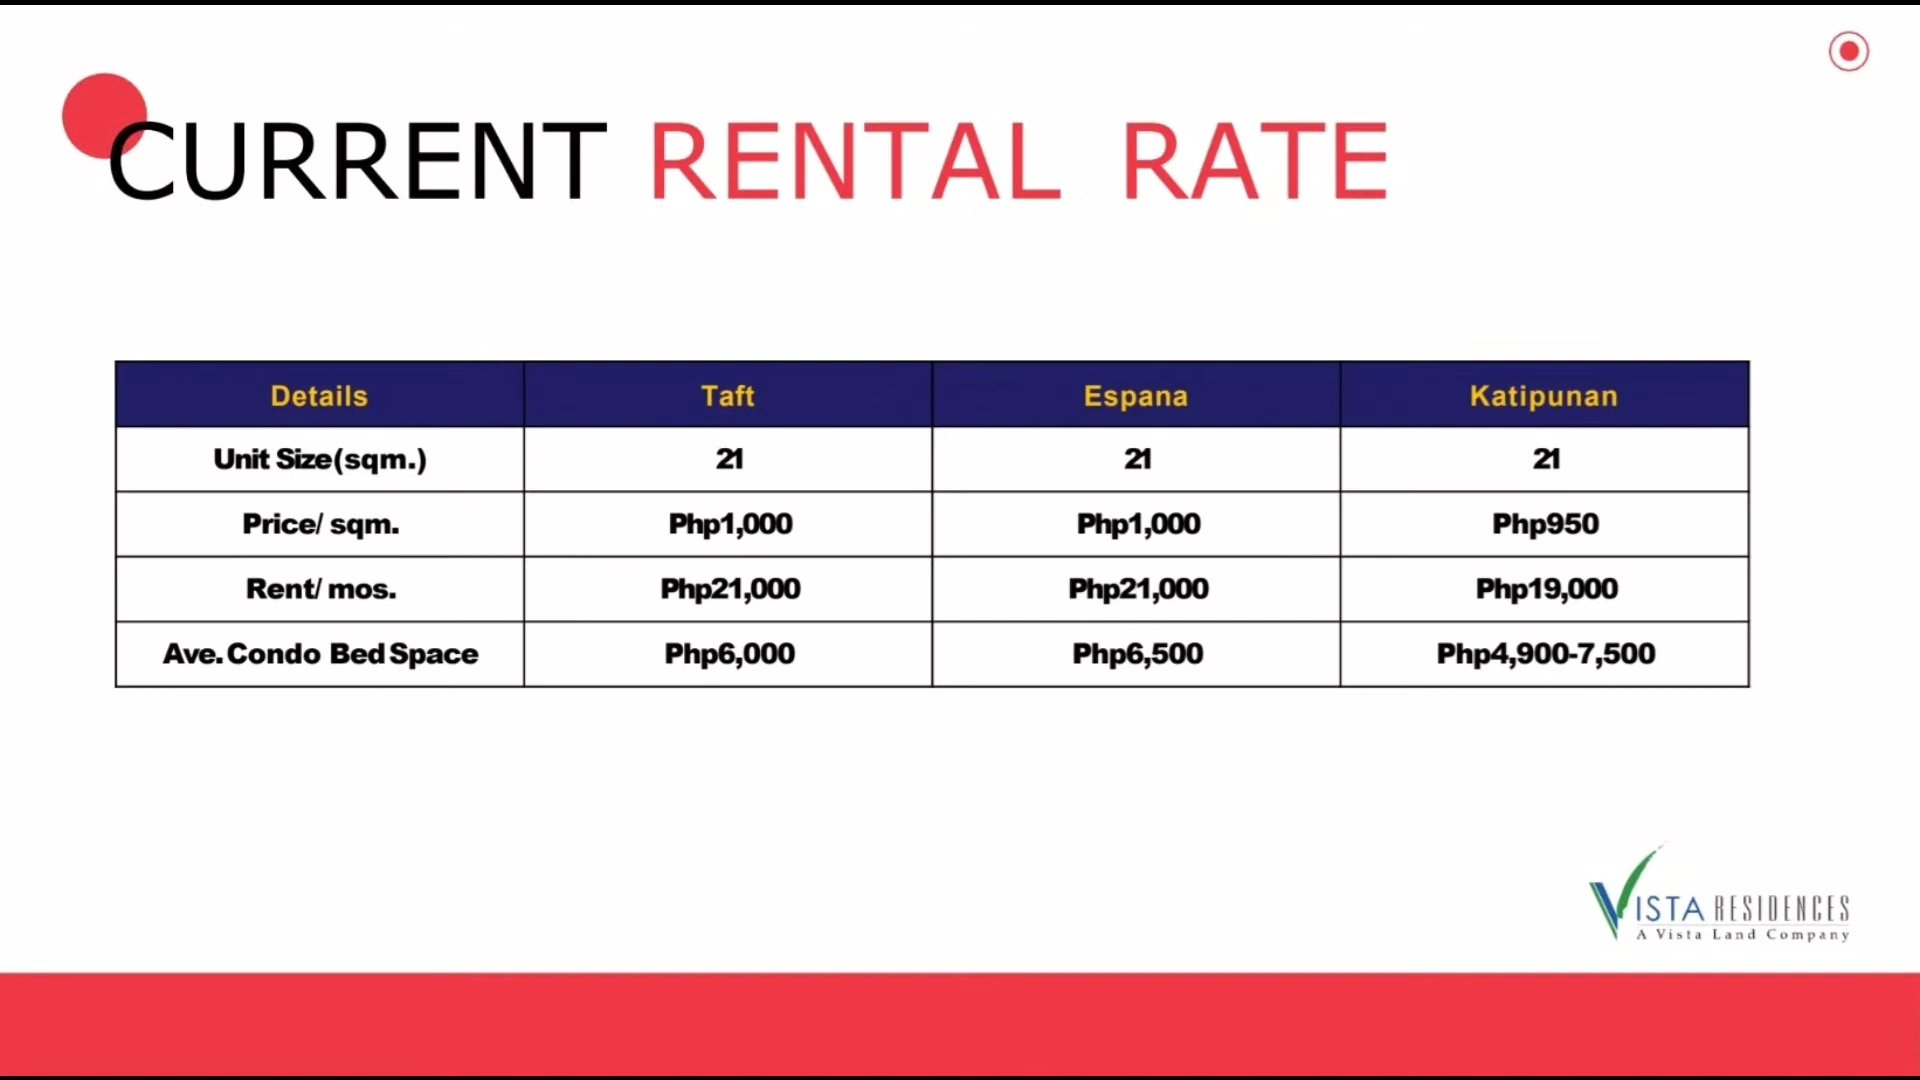 CURRENT RENTAL RATE
Details Taft Espana Katipunan
Unit Size(sqm.) 21 21 21
Price/ sqm. Php1,000 Php1,000 Php950
Rent/ mos. Php21,000 Php21,000 Php19,000
Ave. Condo Bed Space Php6,000 Php6,500 Php4,900-7,500
VISTA RESIDENCES
A Vista Land Company